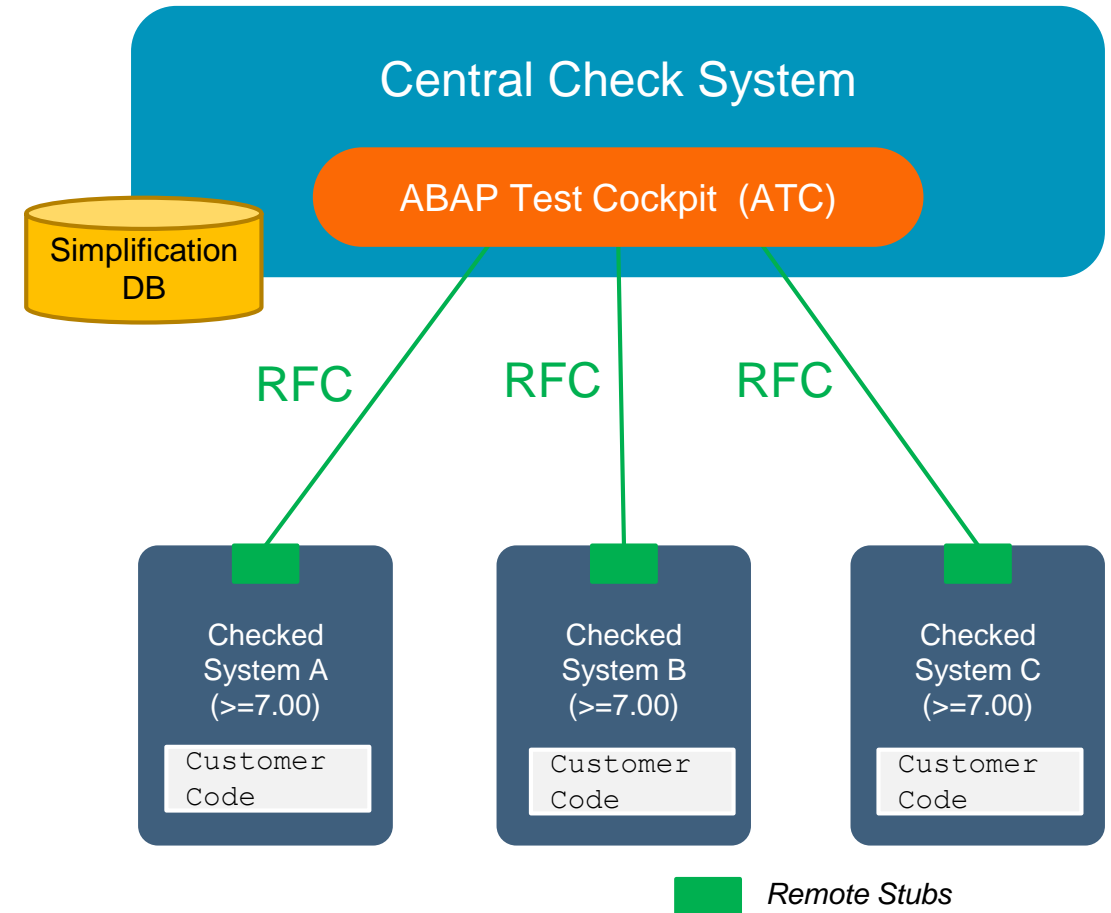 Central Check System
ABAP Test Cockpit (ATC)
Simplification
DB
RFC
RFC
RFC
Checked
System A
(>=7.00)
Customer
Code
Checked
System B
(>=7.00)
Customer
Code
Checked
System C
(>=7.00)
Customer
Code
Remote Stubs